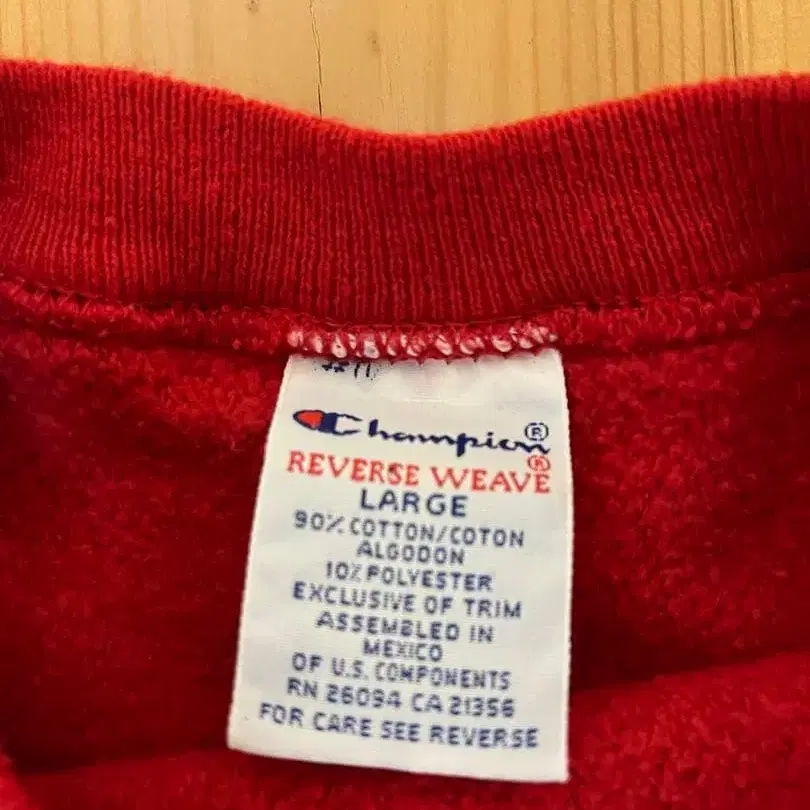 #11
Champion®
REVERSE WEAVE®
LARGE
90% COTTON/COTON
ALGODON
10% POLYESTER
EXCLUSIVE OF TRIM
ASSEMBLED IN
MEXICO
OF U.S. COMPONENTS
RN 26094 CA 21356
FOR CARE SEE REVERSE